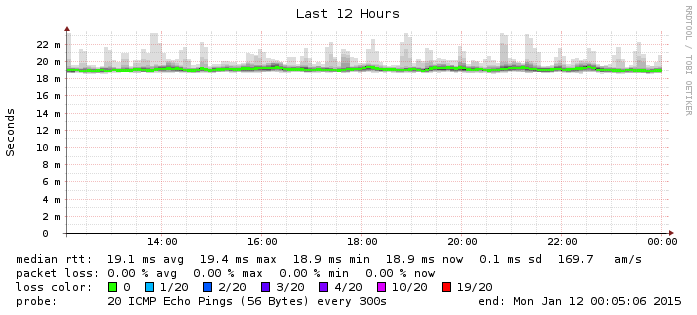 Last 12 Hours
RRDTOOL / TOBI OETIKER
Seconds
22 m
20 m
18 m
16 m
14 m
12 m
10 m
8 m
6 m
4 m
2 m
0
14:00 16:00 18:00 20:00 22:00 00:00
median rtt: 19.1 ms avg 19.4 ms max 18.9 ms min 18.9 ms now 0.1 ms sd 169.7 am/s
packet loss: 0.00 % avg 0.00 % max 0.00 % min 0.00 % now
loss color: 0 1/20 2/20 3/20 4/20 10/20 19/20
probe: 20 ICMP Echo Pings (56 Bytes) every 300s end: Mon Jan 12 00:05:06 2015